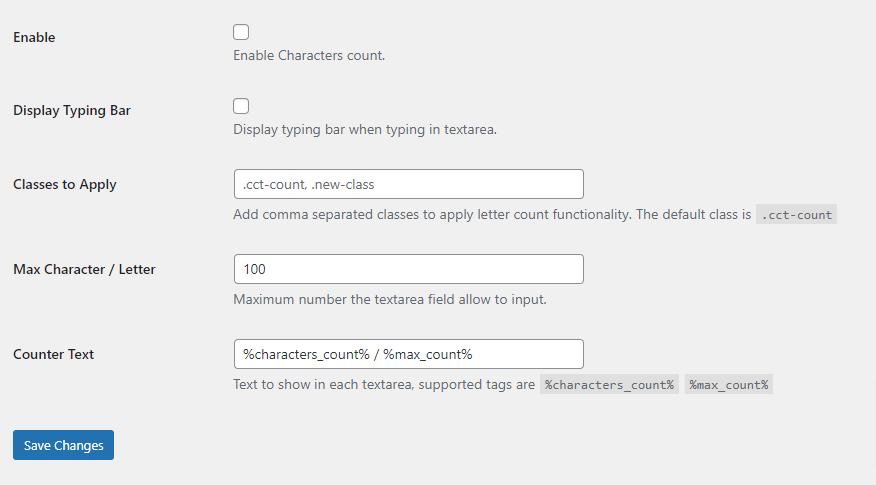 Enable
Enable Characters count.
Display Typing Bar
Display typing bar when typing in textarea.
Classes to Apply
.cct-count, .new-class
Add comma separated classes to apply letter count functionality. The default class is .cct-count
Max Character / Letter
100
Maximum number the textarea field allow to input.
Counter Text
%characters_count% / %max_count%
Text to show in each textarea, supported tags are %characters_count% %max_count%
Save Changes